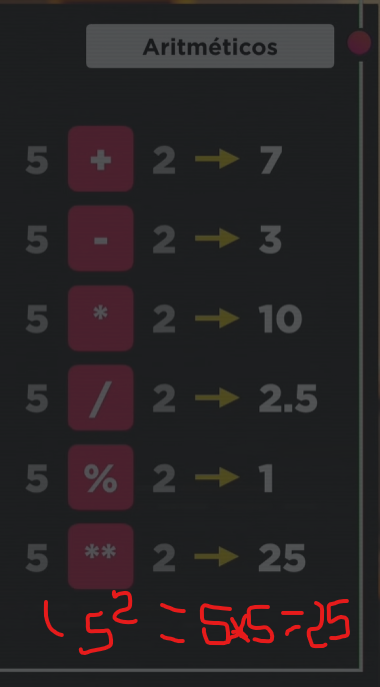 Aritméticos
5 + 2 → 7
5 - 2 → 3
5 * 2 → 10
5 / 2 → 2.5
5 % 2 → 1
5 ** 2 → 25
5² = 5x5=25